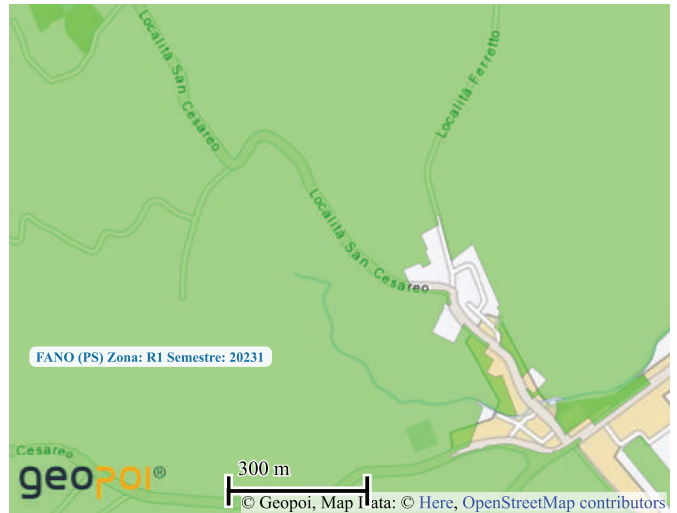 Località San Cesareo
Località Ferretto
Località San Cesareo
FANO (PS) Zona: R1 Semestre: 20231
Cesareo
geopoi®
300 m
© Geopoi, Map Data: © Here, OpenStreetMap contributors